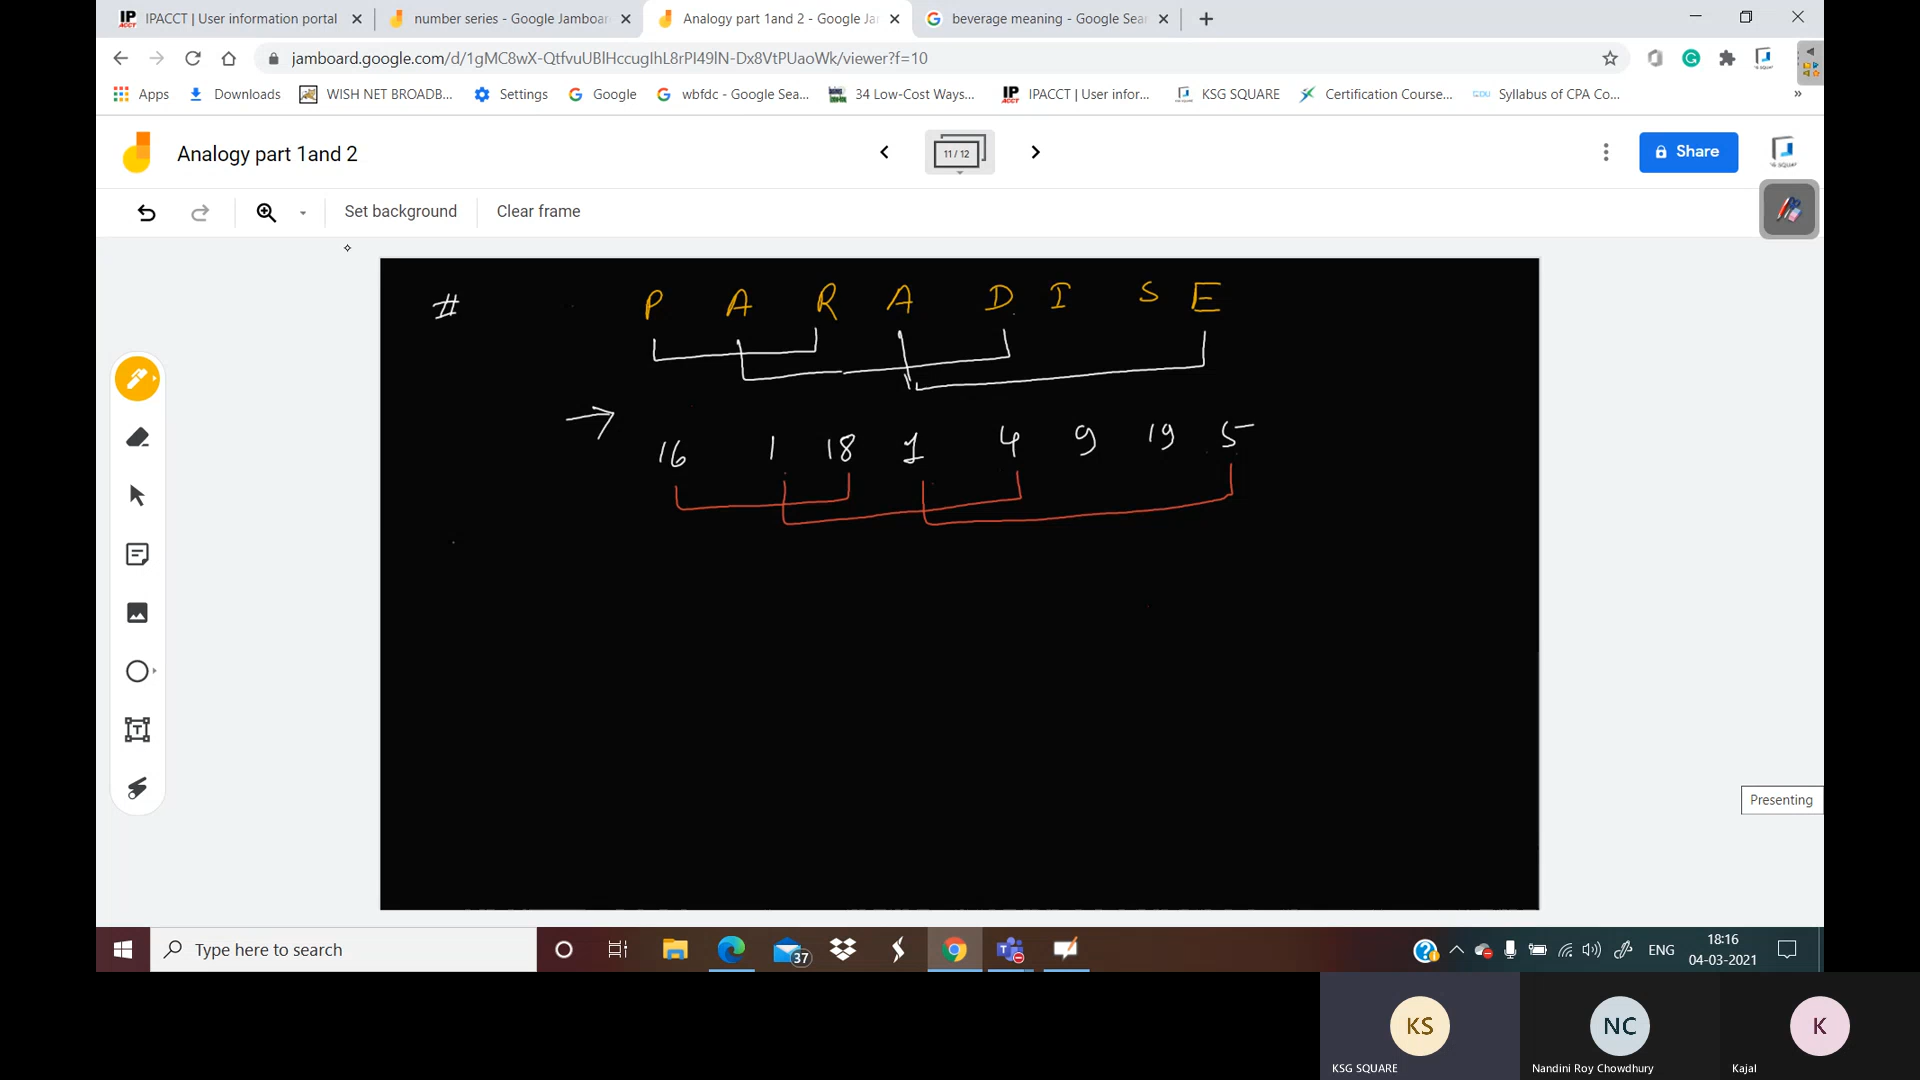 IPACCT | User information portal
number series - Google Jamboar
Analogy part 1and 2 - Google Ja
beverage meaning - Google Sea
jamboard.google.com/d/1gMC8wX-QtfvuUBlHccugIhL8rPI49lN-Dx8VtPUaoWk/viewer?f=10
Apps Downloads WISH NET BROADB... Settings Google wbfdc - Google Sea... 34 Low-Cost Ways... IPACCT | User infor... KSG SQUARE Certification Course... Syllabus of CPA Co... »
Analogy part 1and 2
11 / 12
Share
Set background Clear frame
# P A R A D I S E
→ 16 1 18 1 4 9 19 5
Presenting
Type here to search
37
ENG
18:16
04-03-2021
KS NC K
KSG SQUARE Nandini Roy Chowdhury Kajal